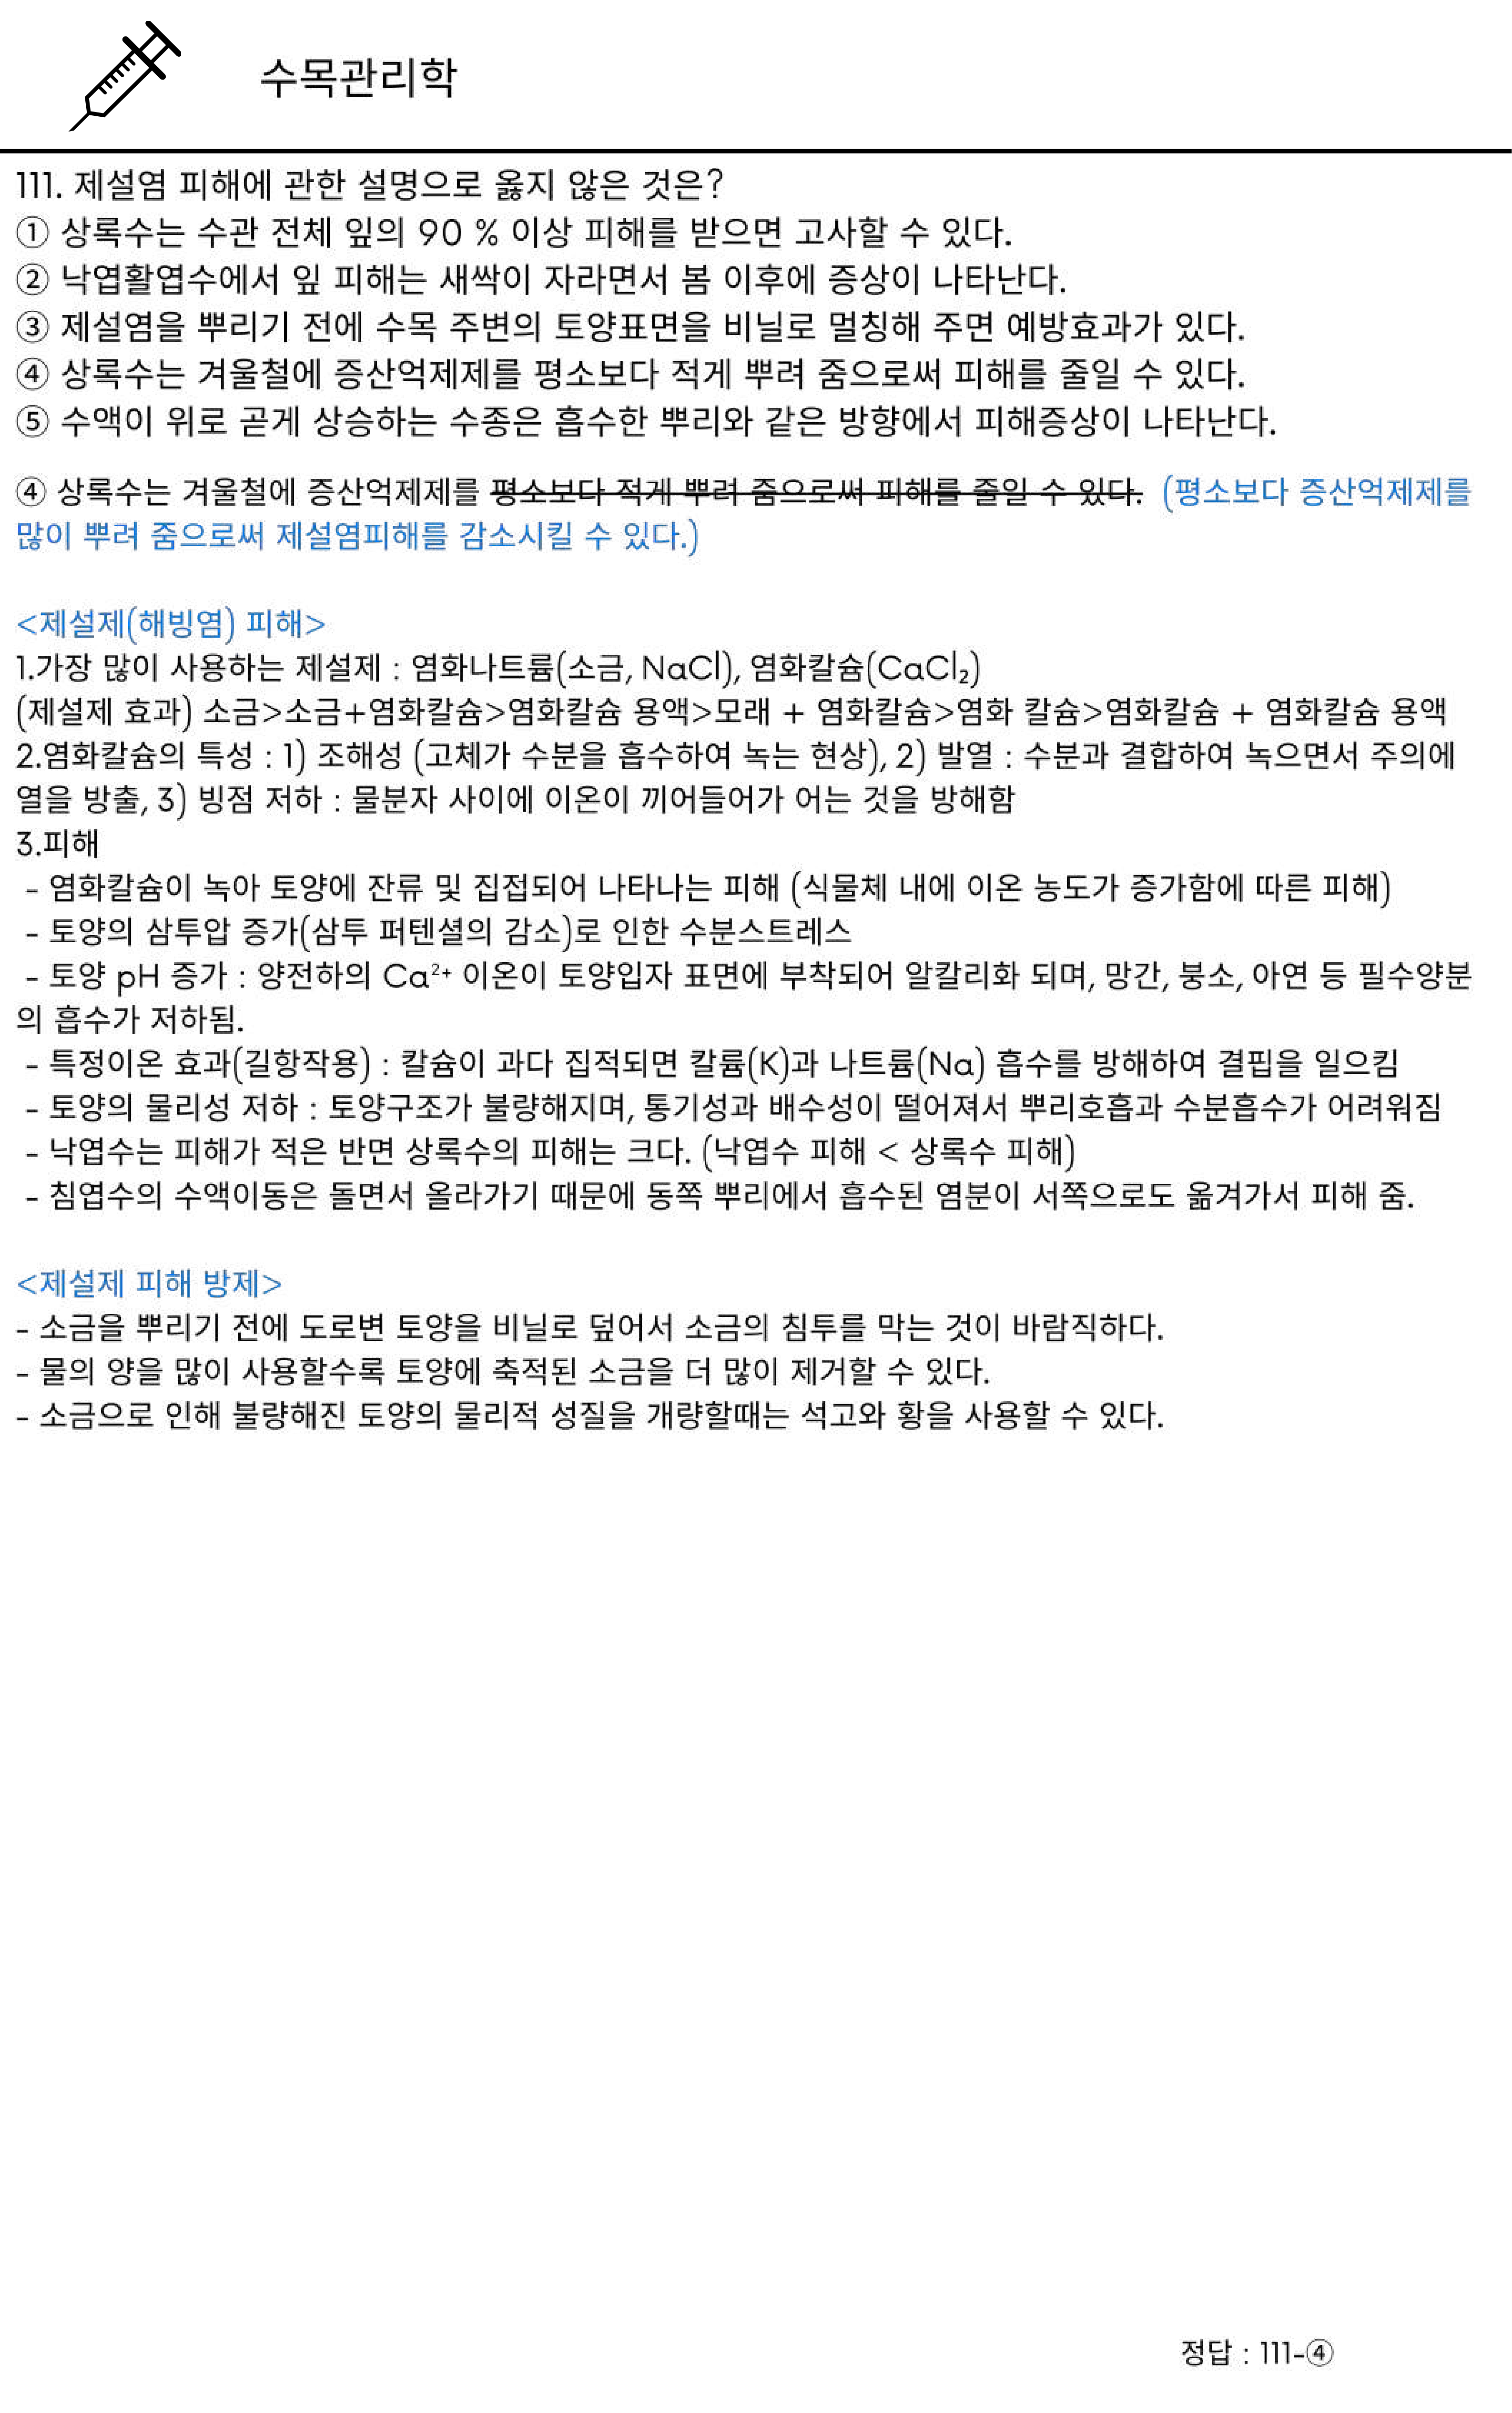 수목관리학
111. 제설염 피해에 관한 설명으로 옳지 않은 것은?
① 상록수는 수관 전체 잎의 90 % 이상 피해를 받으면 고사할 수 있다.
② 낙엽활엽수에서 잎 피해는 새싹이 자라면서 봄 이후에 증상이 나타난다.
③ 제설염을 뿌리기 전에 수목 주변의 토양표면을 비닐로 멀칭해 주면 예방효과가 있다.
④ 상록수는 겨울철에 증산억제제를 평소보다 적게 뿌려 줌으로써 피해를 줄일 수 있다.
⑤ 수액이 위로 곧게 상승하는 수종은 흡수한 뿌리와 같은 방향에서 피해증상이 나타난다.
④ 상록수는 겨울철에 증산억제제를 평소보다 적게 뿌려 줌으로써 피해를 줄일 수 있다. (평소보다 증산억제제를
많이 뿌려 줌으로써 제설염피해를 감소시킬 수 있다.)
<제설제(해빙염) 피해>
1.가장 많이 사용하는 제설제 : 염화나트륨(소금, NaCl), 염화칼슘(CaCl₂)
(제설제 효과) 소금>소금+염화칼슘>염화칼슘 용액>모래 + 염화칼슘>염화 칼슘>염화칼슘 + 염화칼슘 용액
2.염화칼슘의 특성 : 1) 조해성 (고체가 수분을 흡수하여 녹는 현상), 2) 발열 : 수분과 결합하여 녹으면서 주의에
열을 방출, 3) 빙점 저하 : 물분자 사이에 이온이 끼어들어가 어는 것을 방해함
3.피해
- 염화칼슘이 녹아 토양에 잔류 및 집접되어 나타나는 피해 (식물체 내에 이온 농도가 증가함에 따른 피해)
- 토양의 삼투압 증가(삼투 퍼텐셜의 감소)로 인한 수분스트레스
- 토양 pH 증가 : 양전하의 Ca²⁺ 이온이 토양입자 표면에 부착되어 알칼리화 되며, 망간, 붕소, 아연 등 필수양분
의 흡수가 저하됨.
- 특정이온 효과(길항작용) : 칼슘이 과다 집적되면 칼륨(K)과 나트륨(Na) 흡수를 방해하여 결핍을 일으킴
- 토양의 물리성 저하 : 토양구조가 불량해지며, 통기성과 배수성이 떨어져서 뿌리호흡과 수분흡수가 어려워짐
- 낙엽수는 피해가 적은 반면 상록수의 피해는 크다. (낙엽수 피해 < 상록수 피해)
- 침엽수의 수액이동은 돌면서 올라가기 때문에 동쪽 뿌리에서 흡수된 염분이 서쪽으로도 옮겨가서 피해 줌.
<제설제 피해 방제>
- 소금을 뿌리기 전에 도로변 토양을 비닐로 덮어서 소금의 침투를 막는 것이 바람직하다.
- 물의 양을 많이 사용할수록 토양에 축적된 소금을 더 많이 제거할 수 있다.
- 소금으로 인해 불량해진 토양의 물리적 성질을 개량할때는 석고와 황을 사용할 수 있다.
정답 : 111-④